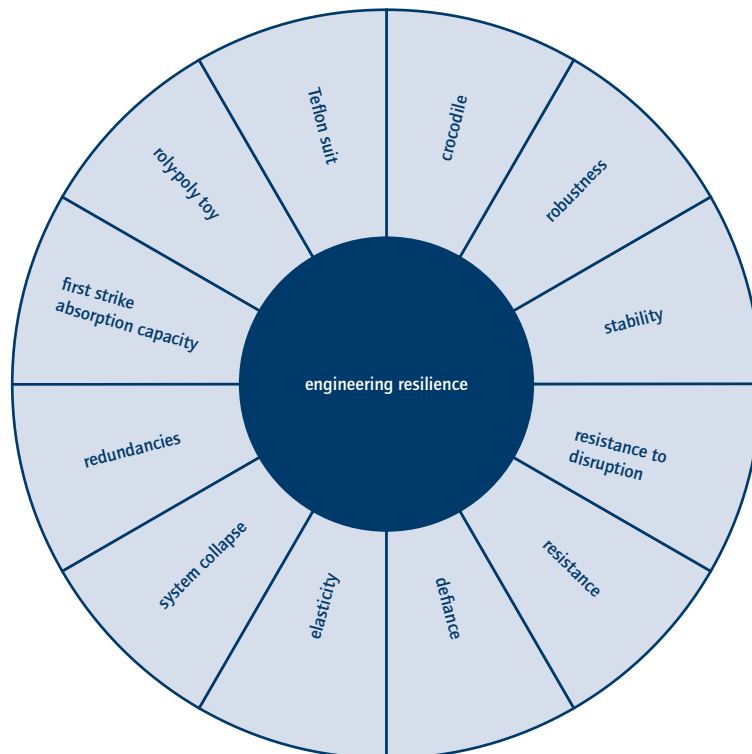 Teflon suit
crocodile
robustness
stability
resistance to
disruption
resistance
defiance
elasticity
system collapse
redundancies
first strike
absorption capacity
roly-poly toy
engineering resilience